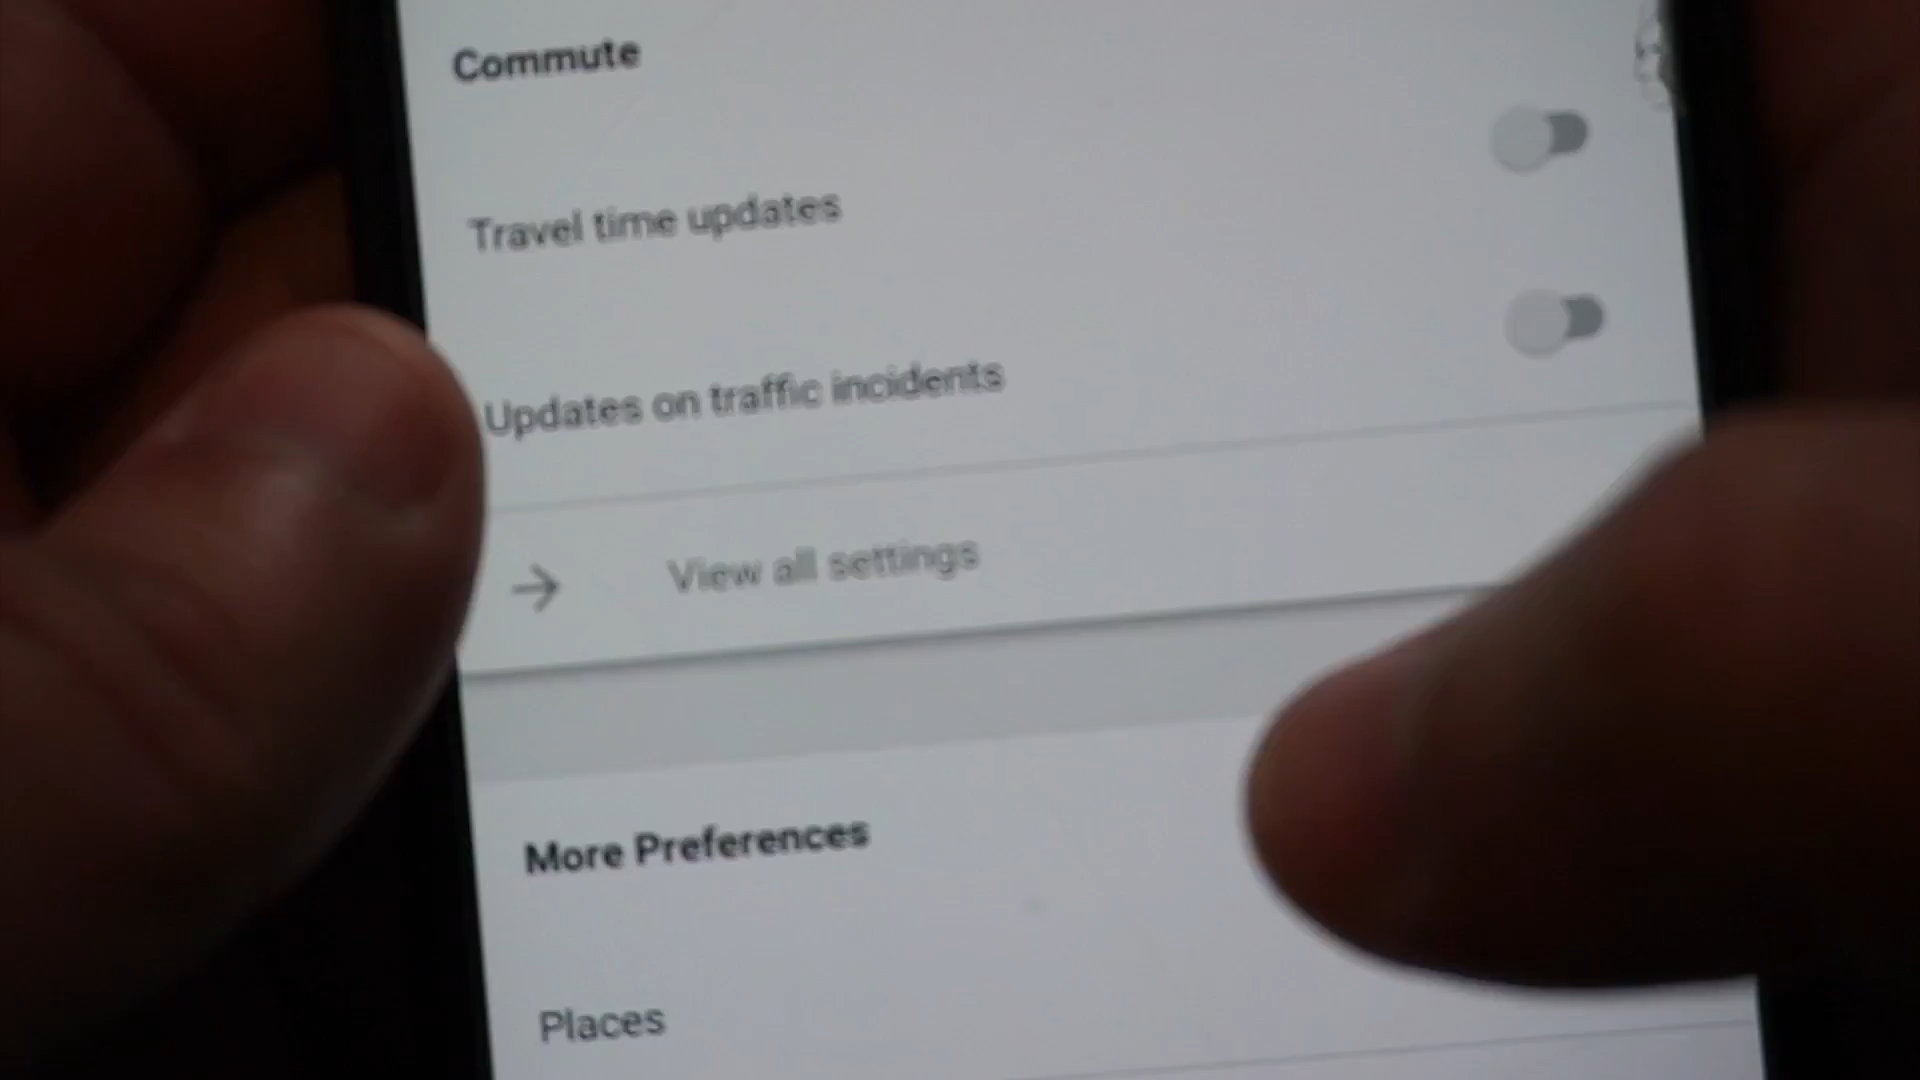 Commute
Travel time updates
Updates on traffic incidents
View all settings
More Preferences
Places